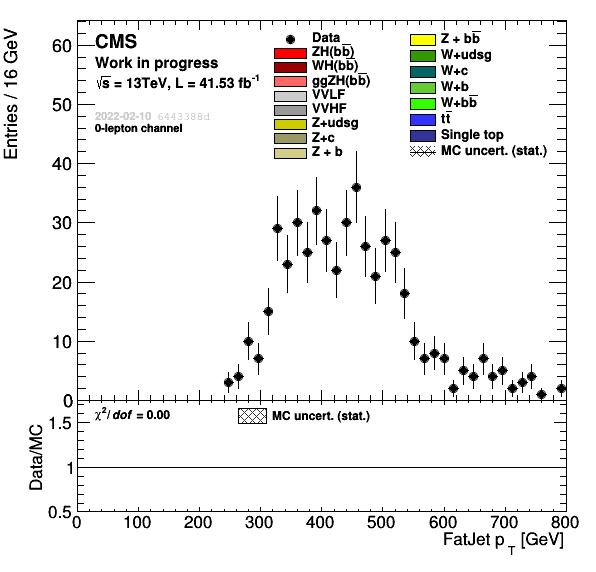 Entries / 16 GeV
60
50
40
30
20
10
0
CMS
Work in progress
√s = 13TeV, L = 41.53 fb⁻¹
2022-02-10 6443388d
0-lepton channel
Data
ZH(bb̅)
WH(bb̅)
ggZH(bb̅)
VVLF
VVHF
Z+udsg
Z+c
Z + b
Z + bb̅
W+udsg
W+c
W+b
W+bb̅
tt̅
Single top
MC uncert. (stat.)
Data/MC
1.5
1
0.5
χ²/dof = 0.00
MC uncert. (stat.)
0 100 200 300 400 500 600 700 800
FatJet p_T [GeV]